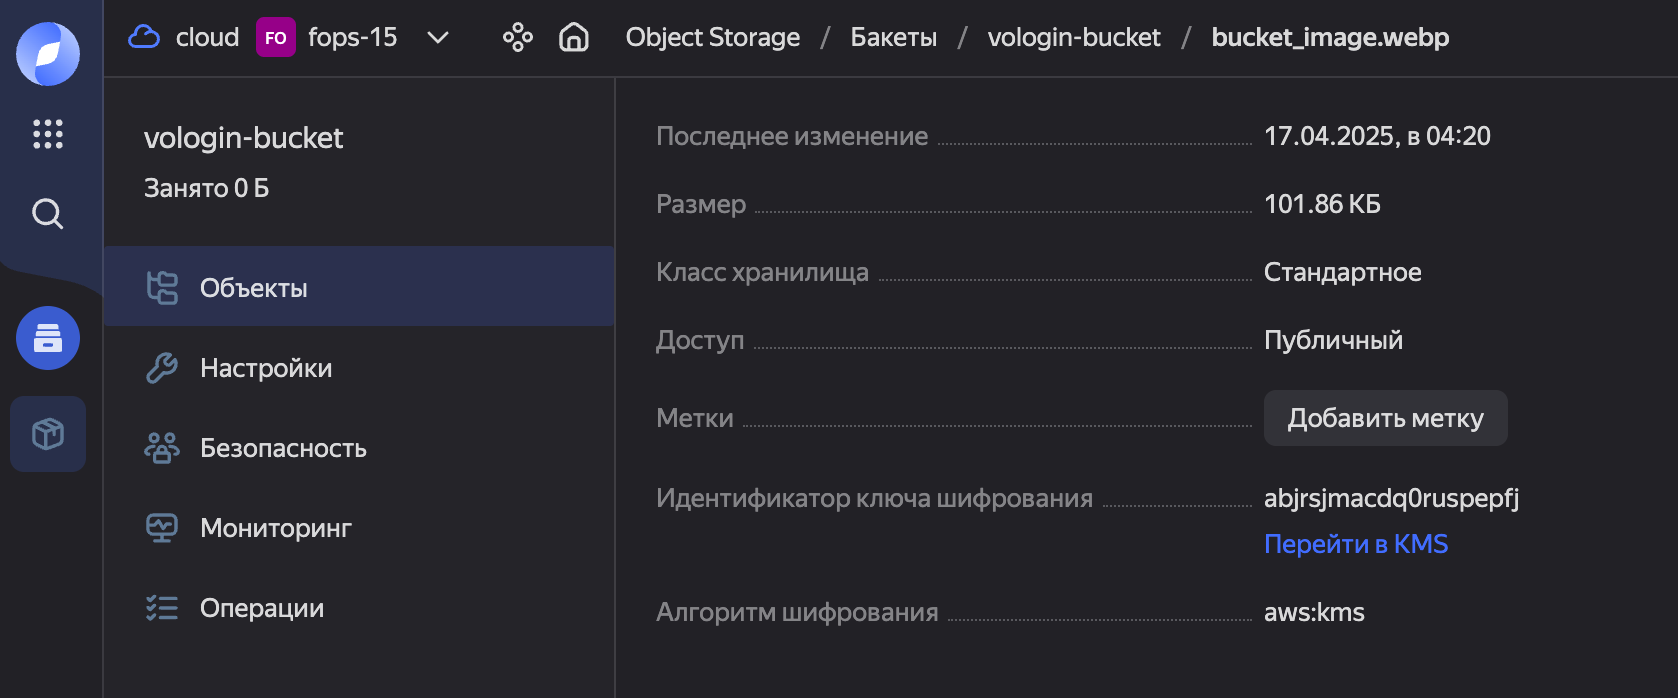 cloud FO fops-15 Object Storage / Бакеты / vologin-bucket / bucket_image.webp
vologin-bucket
Занято 0 Б
Объекты
Настройки
Безопасность
Мониторинг
Операции
Последнее изменение 17.04.2025, в 04:20
Размер 101.86 КБ
Класс хранилища Стандартное
Доступ Публичный
Метки Добавить метку
Идентификатор ключа шифрования abjrsjmacdq0ruspepfj
Перейти в KMS
Алгоритм шифрования aws:kms